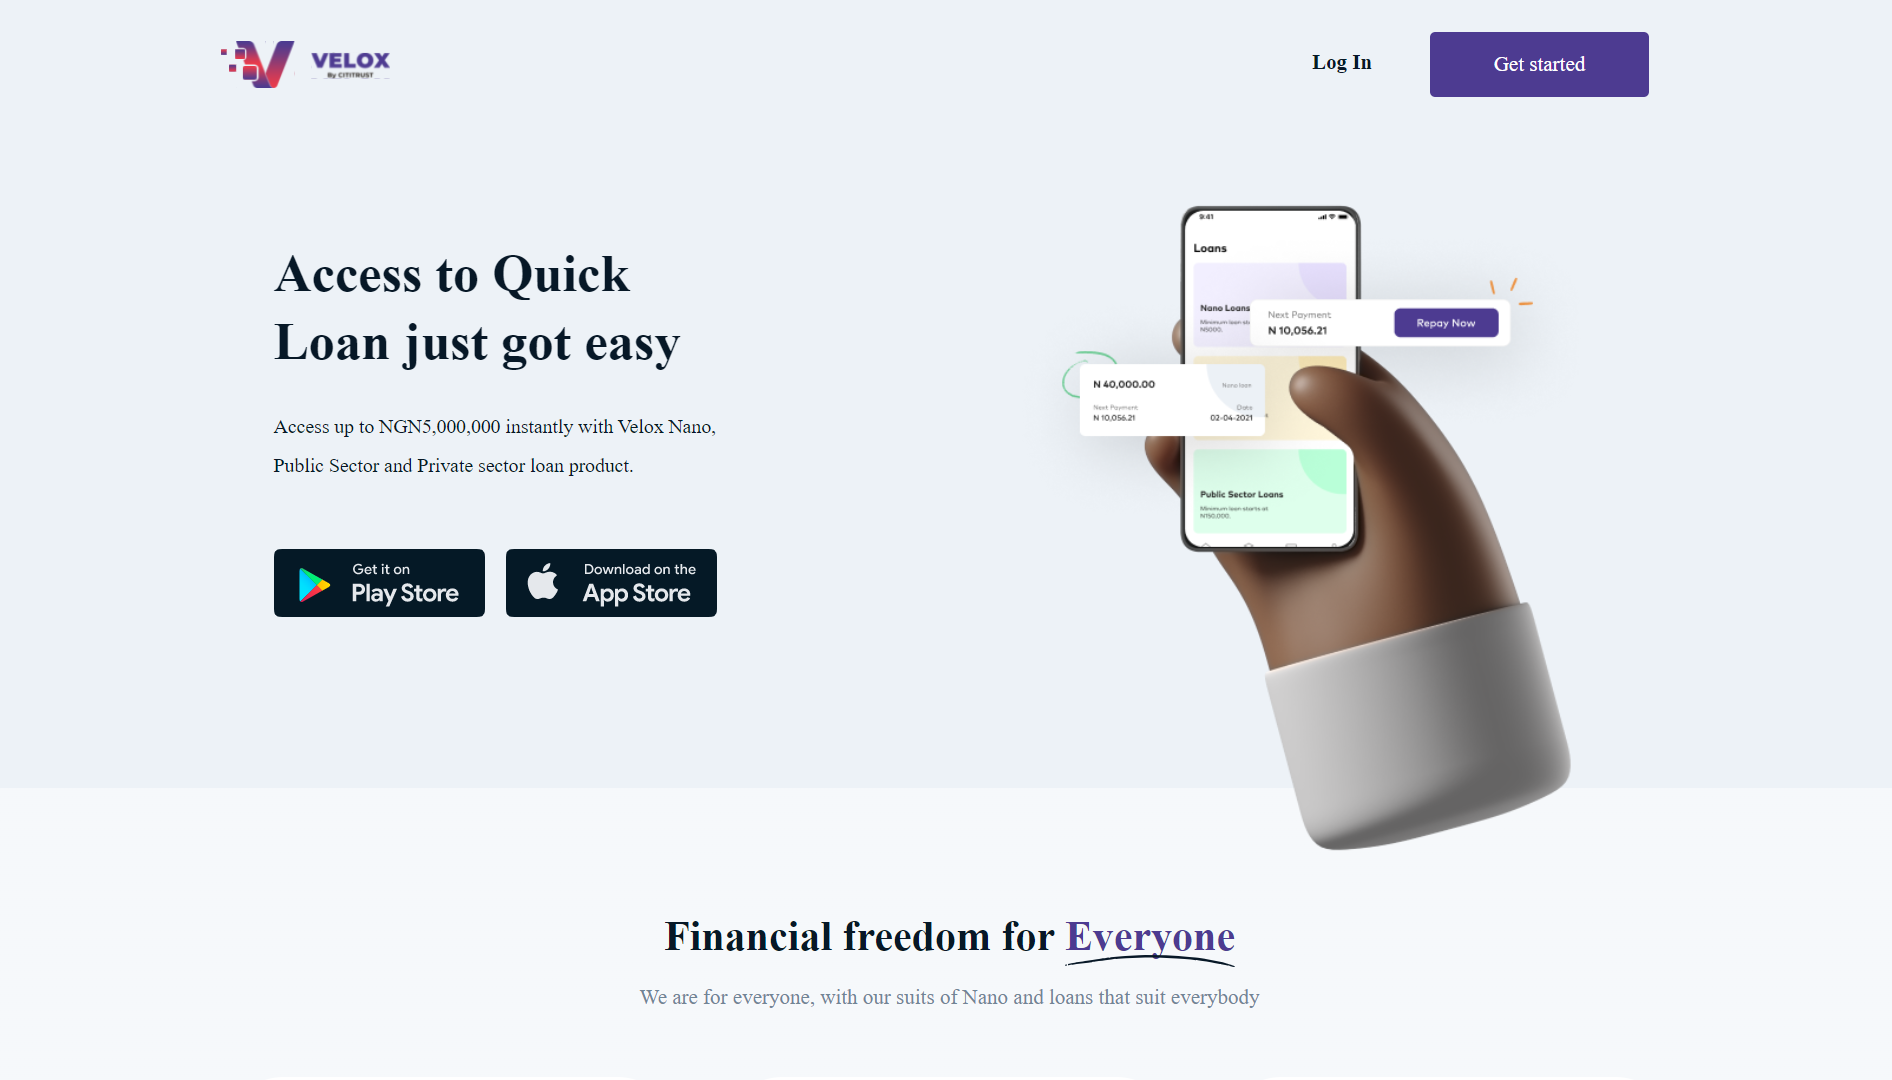 VELOX
By CITITRUST
Log In
Get started
Access to Quick
Loan just got easy
Access up to NGN5,000,000 instantly with Velox Nano,
Public Sector and Private sector loan product.
Get it on
Play Store
Download on the
App Store
9:41
Loans
Nano Loans
Minimum loan sta
N5000.
Next Payment
N 10,056.21
Repay Now
N 40,000.00
Nano loan
Next Payment
Date
N 10,056.21
02-04-2021
Public Sector Loans
Minimum loan starts at
N150,000.
Financial freedom for Everyone
We are for everyone, with our suits of Nano and loans that suit everybody